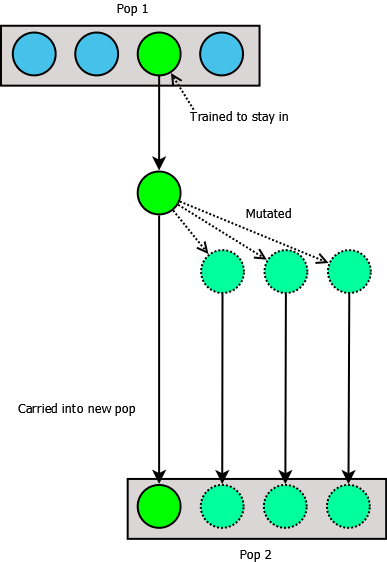 Pop 1
Trained to stay in
Mutated
Carried into new pop
Pop 2